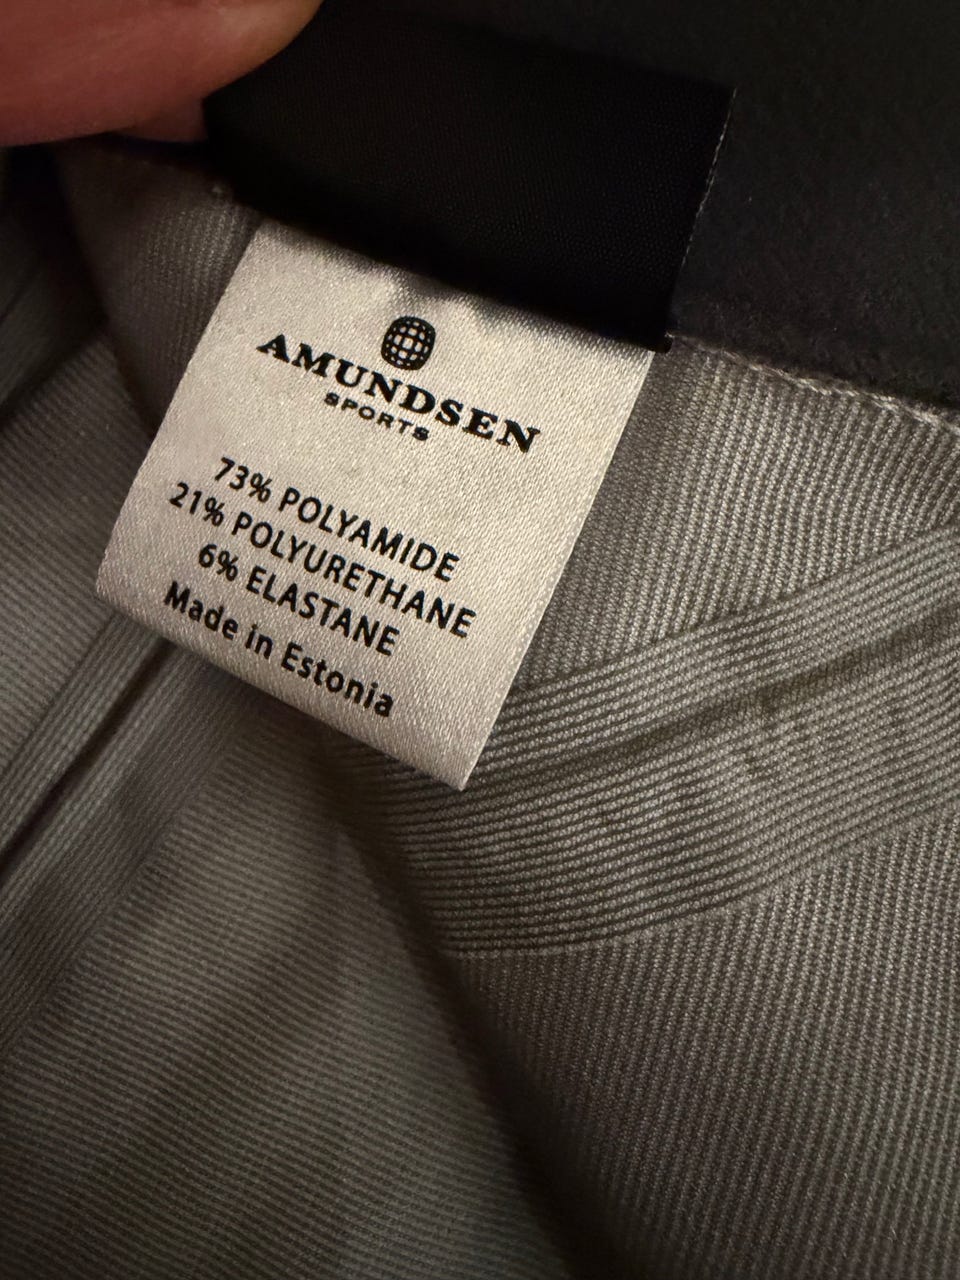 AMUNDSEN
SPORTS
73% POLYAMIDE
21% POLYURETHANE
6% ELASTANE
Made in Estonia